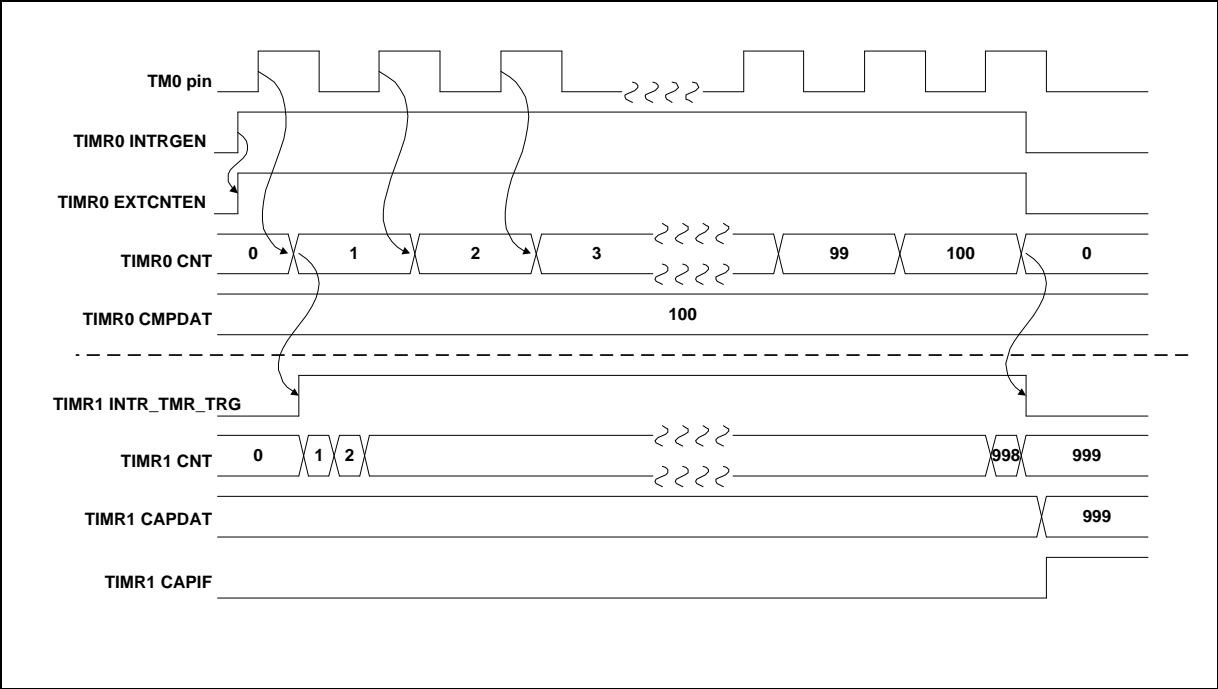 TM0 pin
TIMR0 INTRGEN
TIMR0 EXTCNTEN
TIMR0 CNT 0 1 2 3 99 100 0
TIMR0 CMPDAT 100
TIMR1 INTR_TMR_TRG
TIMR1 CNT 0 1 2 998 999
TIMR1 CAPDAT 999
TIMR1 CAPIF